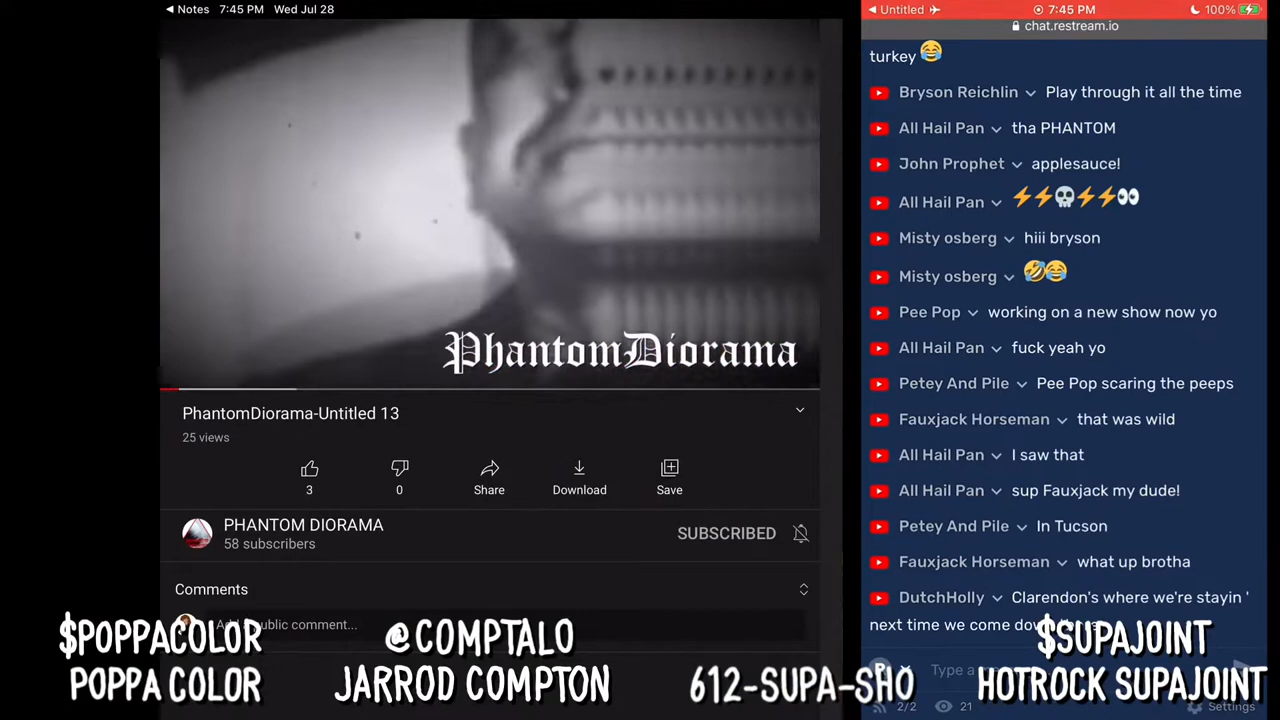 Notes 7:45 PM Wed Jul 28
PhantomDiorama
PhantomDiorama-Untitled 13
25 views
3
0
Share
Download
Save
PHANTOM DIORAMA
58 subscribers
SUBSCRIBED
Comments
public comment...
Untitled 7:45 PM 100%
chat.restream.io
turkey 😂
Bryson Reichlin Play through it all the time
All Hail Pan tha PHANTOM
John Prophet applesauce!
All Hail Pan ⚡⚡💀⚡⚡👀
Misty osberg hiii bryson
Misty osberg 🤣😂
Pee Pop working on a new show now yo
All Hail Pan fuck yeah yo
Petey And Pile Pee Pop scaring the peeps
Fauxjack Horseman that was wild
All Hail Pan I saw that
All Hail Pan sup Fauxjack my dude!
Petey And Pile In Tucson
Fauxjack Horseman what up brotha
DutchHolly Clarendon's where we're stayin '
next time we come do
Type a me
2/2 21 Settings
$POPPACOLOR
POPPA COLOR
@COMPTALO
JARROD COMPTON
612-SUPA-SHO
$SUPAJOINT
HOTROCK SUPAJOINT